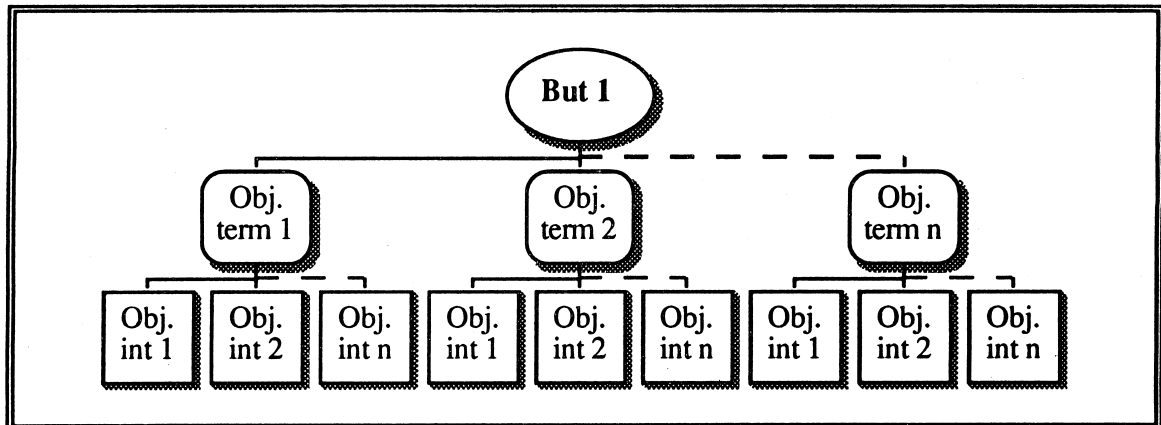 But 1
Obj.
term 1
Obj.
term 2
Obj.
term n
Obj.
int 1
Obj.
int 2
Obj.
int n
Obj.
int 1
Obj.
int 2
Obj.
int n
Obj.
int 1
Obj.
int 2
Obj.
int n